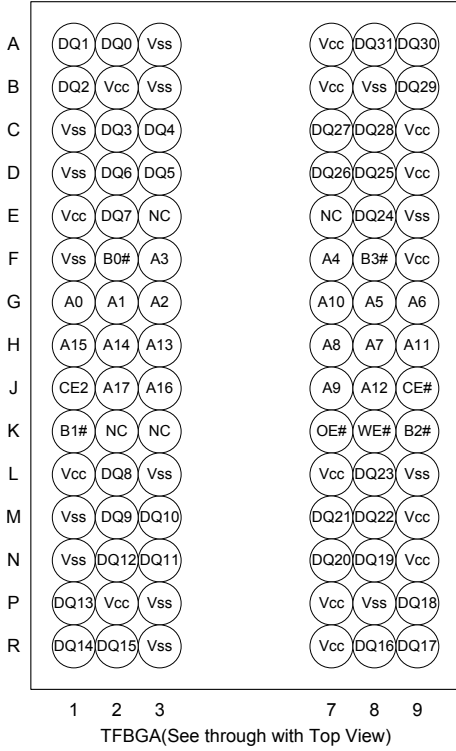 A DQ1 DQ0 Vss Vcc DQ31 DQ30
B DQ2 Vcc Vss Vcc Vss DQ29
C Vss DQ3 DQ4 DQ27 DQ28 Vcc
D Vss DQ6 DQ5 DQ26 DQ25 Vcc
E Vcc DQ7 NC NC DQ24 Vss
F Vss B0# A3 A4 B3# Vcc
G A0 A1 A2 A10 A5 A6
H A15 A14 A13 A8 A7 A11
J CE2 A17 A16 A9 A12 CE#
K B1# NC NC OE# WE# B2#
L Vcc DQ8 Vss Vcc DQ23 Vss
M Vss DQ9 DQ10 DQ21 DQ22 Vcc
N Vss DQ12 DQ11 DQ20 DQ19 Vcc
P DQ13 Vcc Vss Vcc Vss DQ18
R DQ14 DQ15 Vss Vcc DQ16 DQ17
1 2 3 7 8 9
TFBGA(See through with Top View)